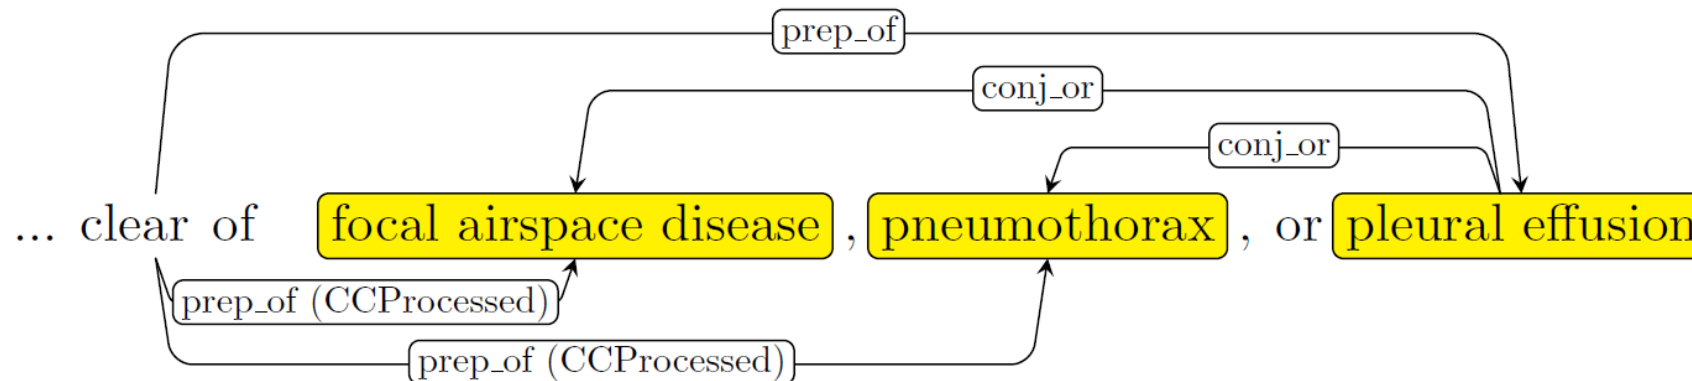 prep_of
conj_or
conj_or
... clear of focal airspace disease , pneumothorax , or pleural effusion
prep_of (CCProcessed)
prep_of (CCProcessed)